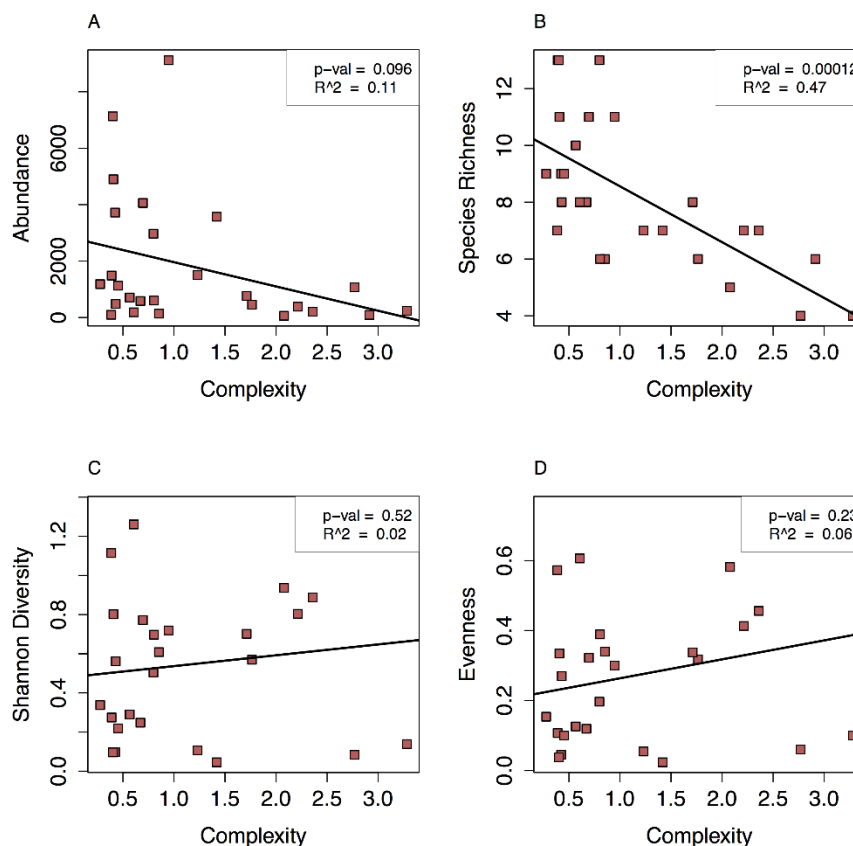 A
p-val = 0.096
R^2 = 0.11
Abundance
6000
2000
0
0.5 1.0 1.5 2.0 2.5 3.0
Complexity
B
p-val = 0.00012
R^2 = 0.47
Species Richness
12
10
8
6
4
0.5 1.0 1.5 2.0 2.5 3.0
Complexity
C
p-val = 0.52
R^2 = 0.02
Shannon Diversity
1.2
0.8
0.4
0.0
0.5 1.0 1.5 2.0 2.5 3.0
Complexity
D
p-val = 0.23
R^2 = 0.06
Evenness
0.6
0.4
0.2
0.0
0.5 1.0 1.5 2.0 2.5 3.0
Complexity